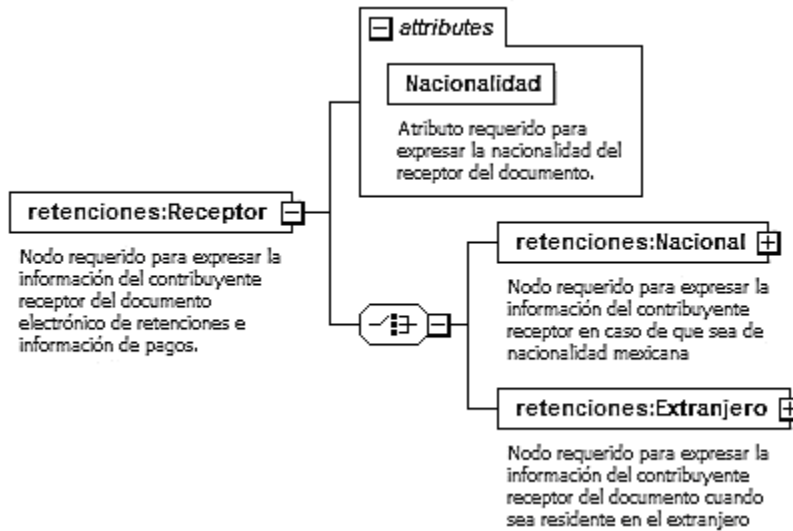 attributes
Nacionalidad
Atributo requerido para
expresar la nacionalidad del
receptor del documento.
retenciones:Receptor
Nodo requerido para expresar la
información del contribuyente
receptor del documento
electrónico de retenciones e
información de pagos.
retenciones:Nacional
Nodo requerido para expresar la
información del contribuyente
receptor en caso de que sea de
nacionalidad mexicana
retenciones:Extranjero
Nodo requerido para expresar la
información del contribuyente
receptor del documento cuando
sea residente en el extranjero